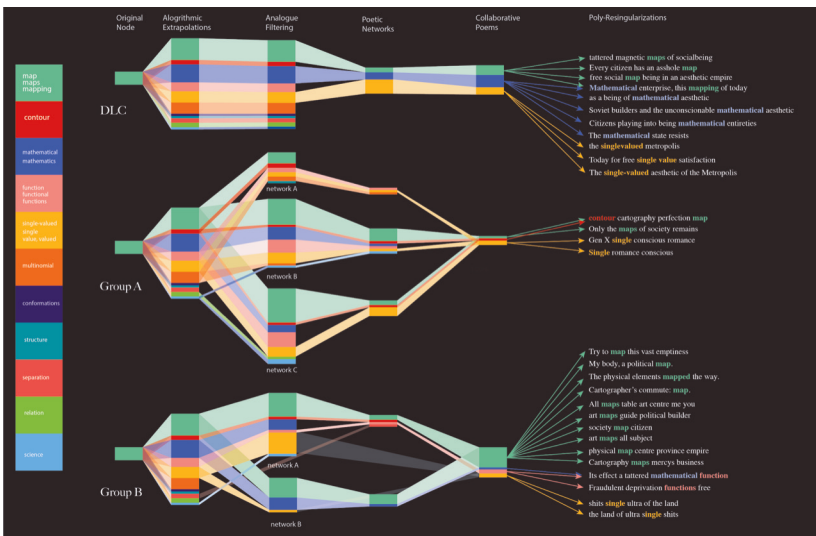 Original
Node
Alogrithmic
Extrapolations
Analogue
Filtering
Poetic
Networks
Collaborative
Poems
Poly-Resingularizations
map
maps
mapping
contour
mathematical
mathematics
function
functional
functions
single-valued
single
value, valued
multinomial
conformations
structure
separation
relation
science
DLC
tattered magnetic maps of socialbeing
Every citizen has an asshole map
free social map being in an aesthetic empire
Mathematical enterprise, this mapping of today
as a being of mathematical aesthetic
Soviet builders and the unconscionable mathematical aesthetic
Citizens playing into being mathematical entireties
The mathematical state resists
the singlevalued metropolis
Today for free single value satisfaction
The single-valued aesthetic of the Metropolis
Group A
network A
network B
network C
contour cartography perfection map
Only the maps of society remains
Gen X single conscious romance
Single romance conscious
Group B
network A
network B
Try to map this vast emptiness
My body, a political map.
The physical elements mapped the way.
Cartographer's commute: map.
All maps table art centre me you
art maps guide political builder
society map citizen
art maps all subject
physical map centre province empire
Cartography maps mercys business
Its effect a tattered mathematical function
Fraudulent deprivation functions free
shits single ultra of the land
the land of ultra single shits